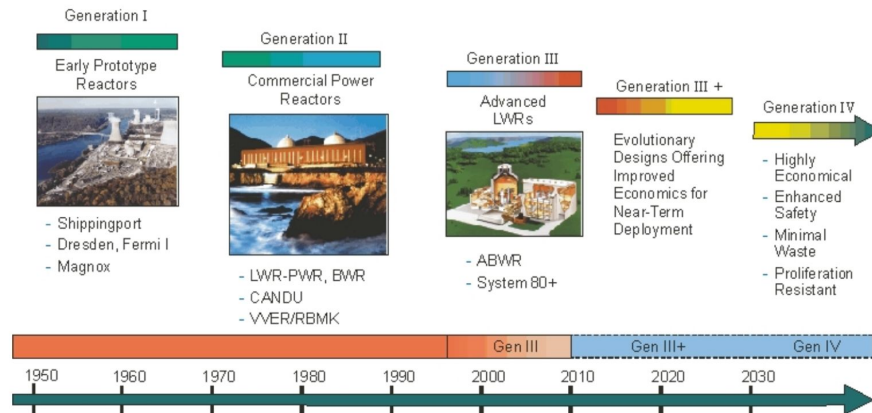 Generation I
Early Prototype
Reactors
- Shippingport
- Dresden, Fermi I
- Magnox
Generation II
Commercial Power
Reactors
- LWR-PWR, BWR
- CANDU
- VVER/RBMK
Generation III
Advanced
LWRs
- ABWR
- System 80+
Generation III +
Evolutionary
Designs Offering
Improved
Economics for
Near-Term
Deployment
Generation IV
- Highly
Economical
- Enhanced
Safety
- Minimal
Waste
- Proliferation
Resistant
Gen III
Gen III+
Gen IV
1950
1960
1970
1980
1990
2000
2010
2020
2030